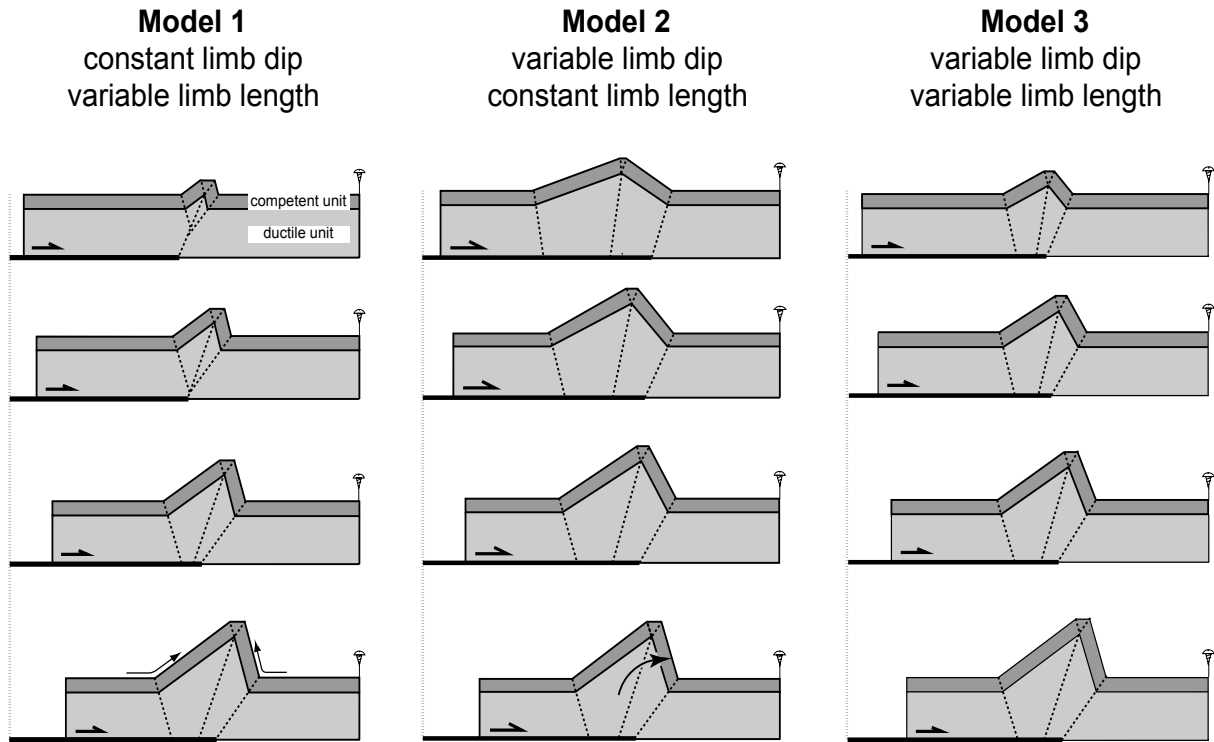 Model 1
constant limb dip
variable limb length
Model 2
variable limb dip
constant limb length
Model 3
variable limb dip
variable limb length
competent unit
ductile unit